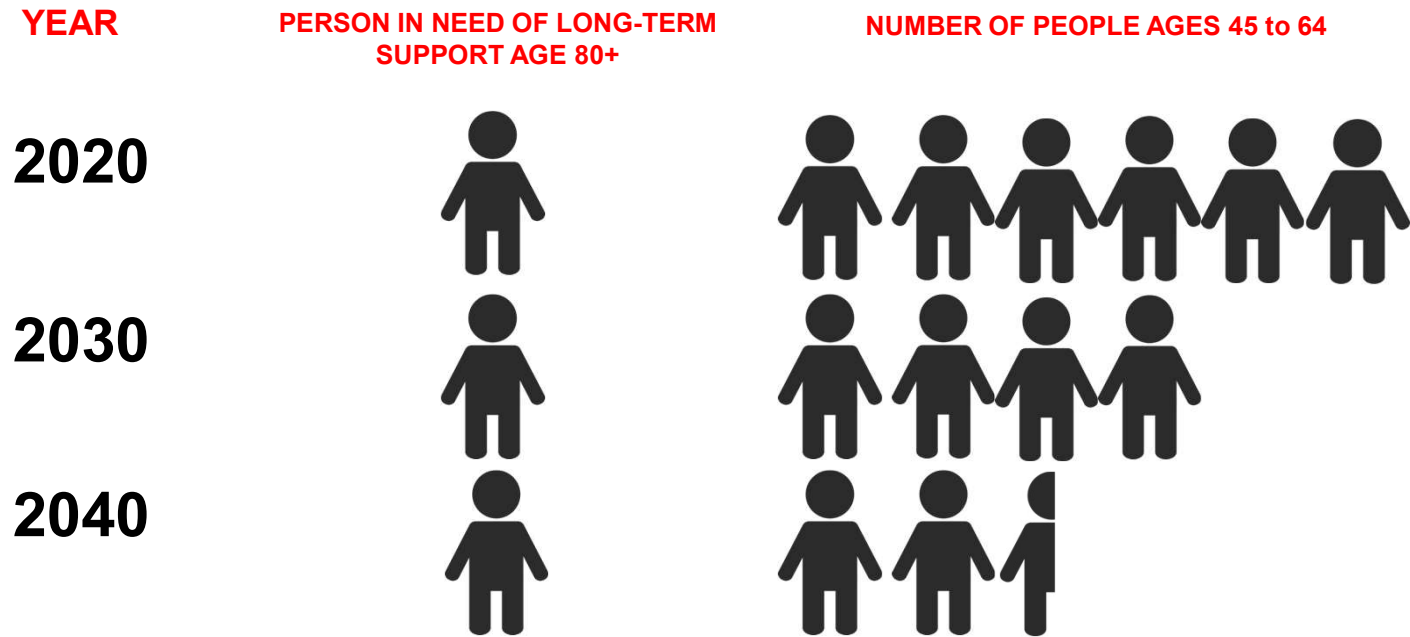 YEAR
PERSON IN NEED OF LONG-TERM
SUPPORT AGE 80+
NUMBER OF PEOPLE AGES 45 to 64
2020
2030
2040